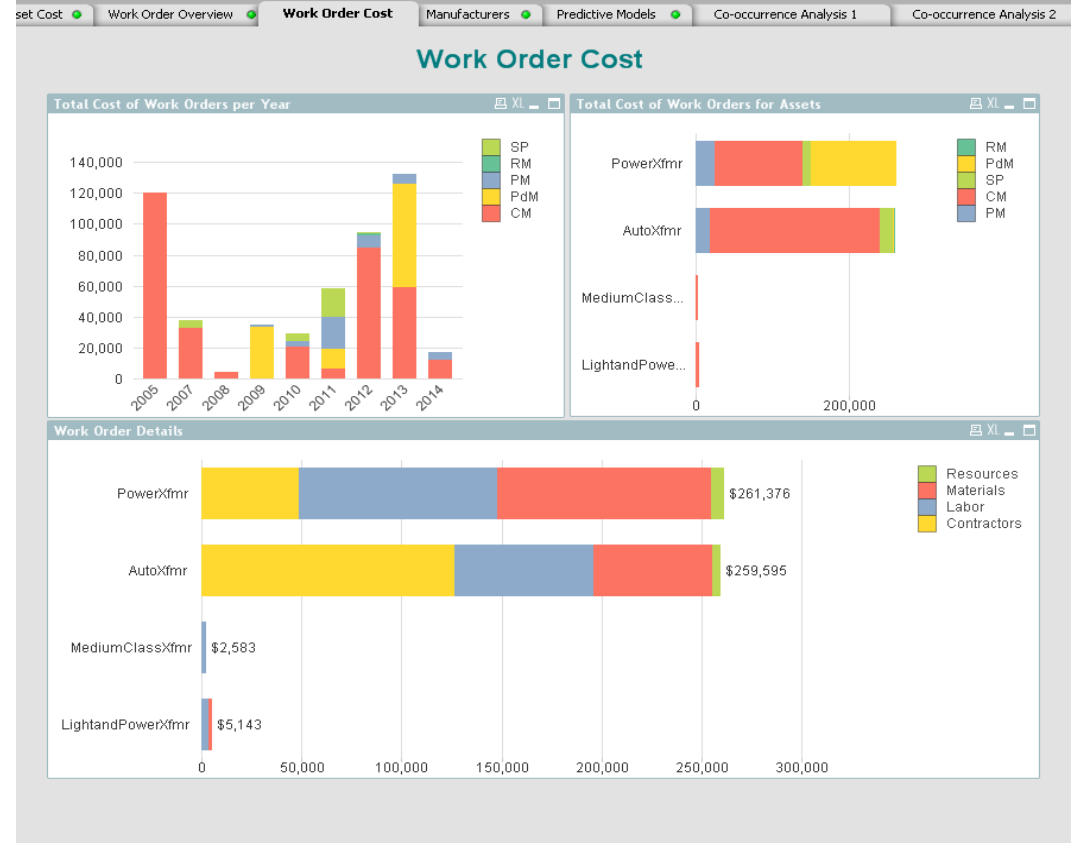 set Cost Work Order Overview Work Order Cost Manufacturers Predictive Models Co-occurrence Analysis 1 Co-occurrence Analysis 2
Work Order Cost
Total Cost of Work Orders per Year XL
140,000
120,000
100,000
80,000
60,000
40,000
20,000
0
2005 2007 2008 2009 2010 2011 2012 2013 2014
SP
RM
PM
PdM
CM
Total Cost of Work Orders for Assets XL
PowerXfmr
AutoXfmr
MediumClass...
LightandPowe...
0 200,000
RM
PdM
SP
CM
PM
Work Order Details XL
PowerXfmr $261,376
AutoXfmr $259,595
MediumClassXfmr $2,583
LightandPowerXfmr $5,143
0 50,000 100,000 150,000 200,000 250,000 300,000
Resources
Materials
Labor
Contractors